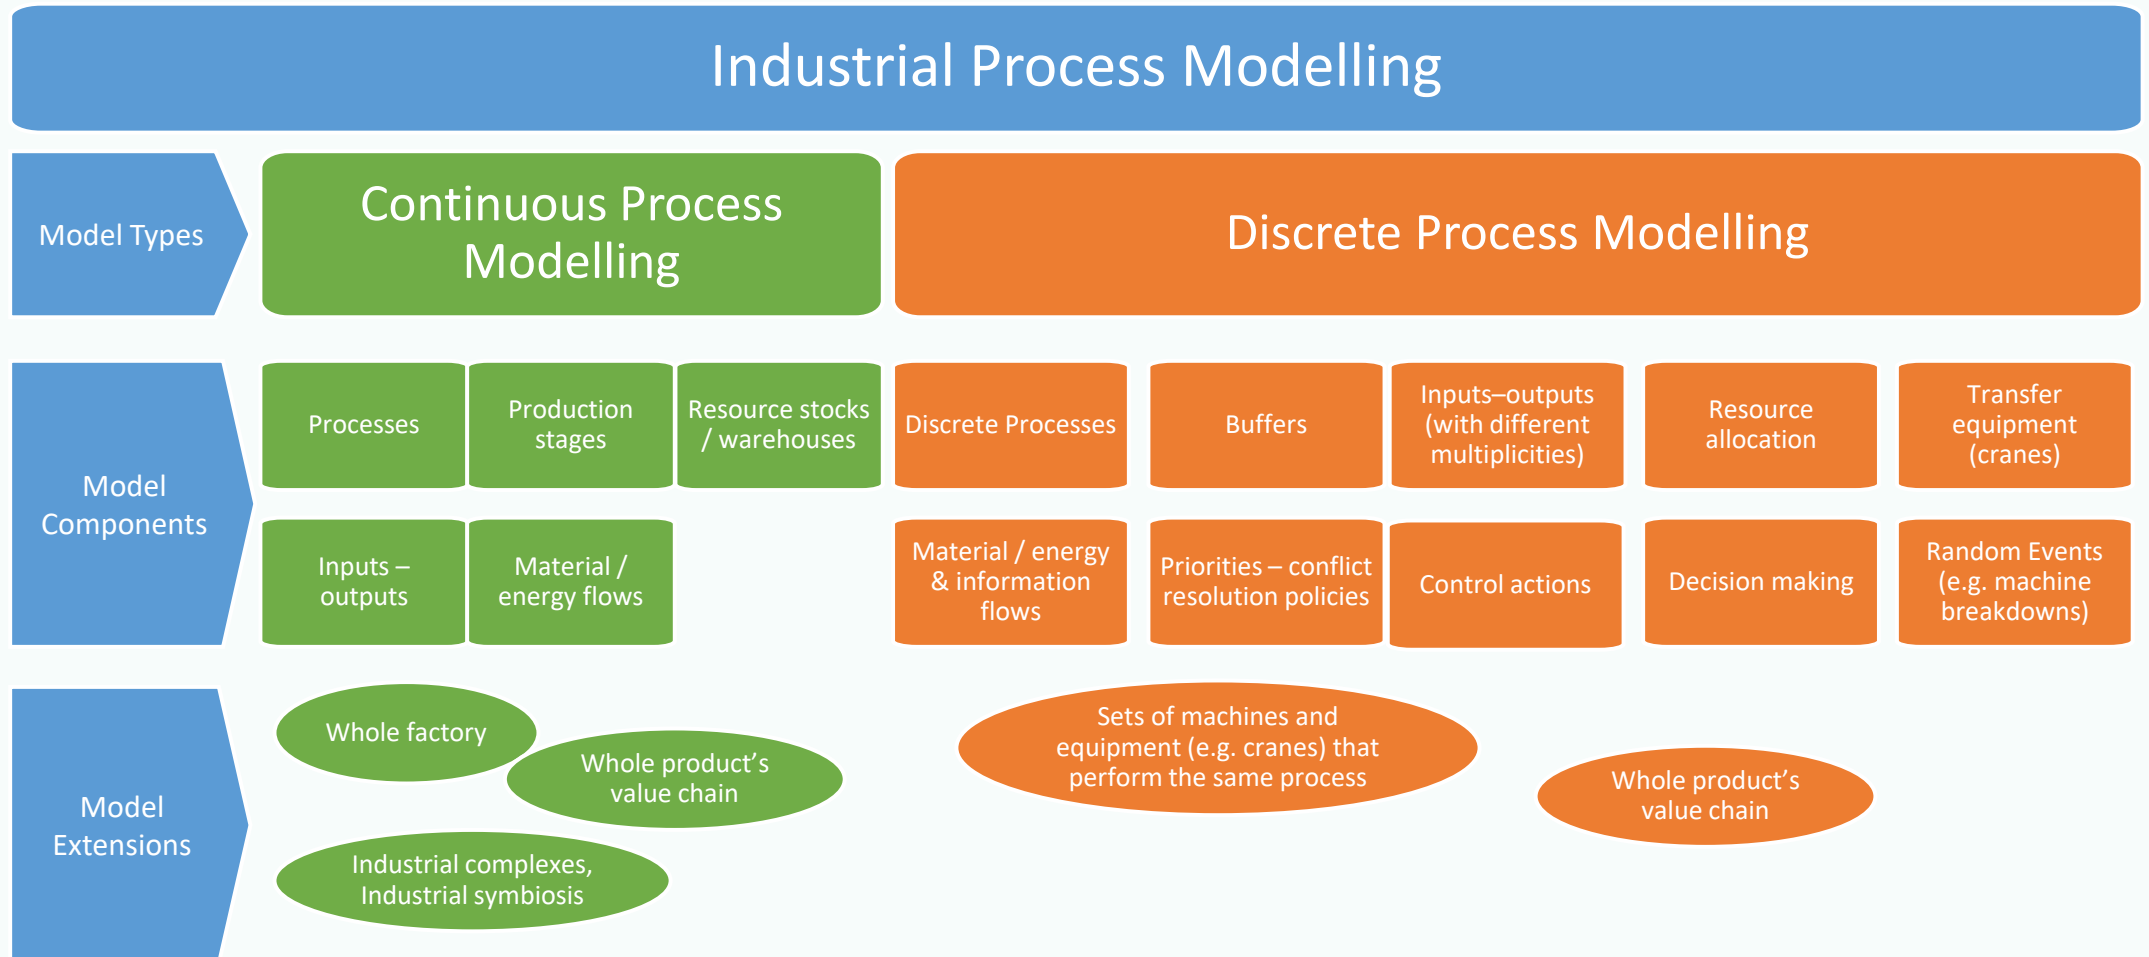 Industrial Process Modelling
Model Types
Continuous Process
Modelling
Discrete Process Modelling
Model
Components
Processes
Production
stages
Resource stocks
/ warehouses
Discrete Processes
Buffers
Inputs–outputs
(with different
multiplicities)
Resource
allocation
Transfer
equipment
(cranes)
Inputs –
outputs
Material /
energy flows
Material / energy
& information
flows
Priorities – conflict
resolution policies
Control actions
Decision making
Random Events
(e.g. machine
breakdowns)
Model
Extensions
Whole factory
Whole product’s
value chain
Industrial complexes,
Industrial symbiosis
Sets of machines and
equipment (e.g. cranes) that
perform the same process
Whole product’s
value chain